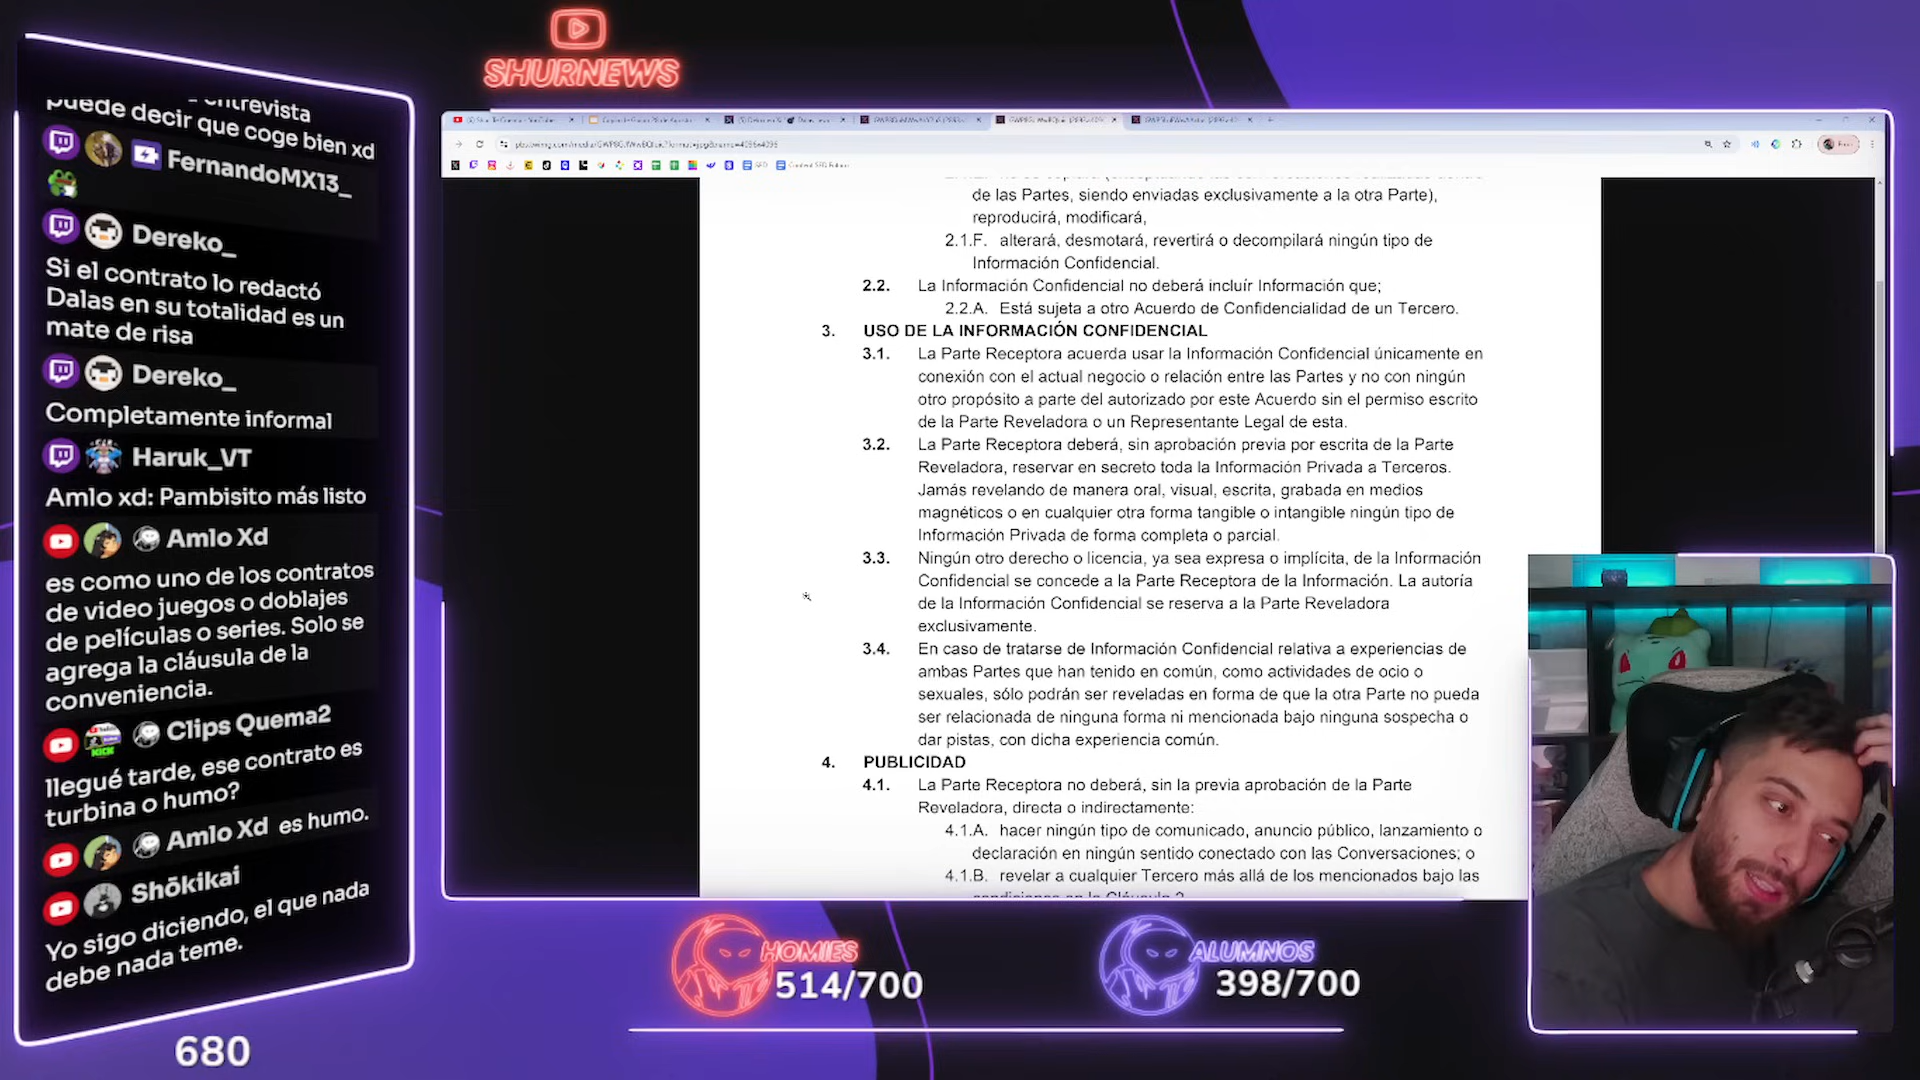 SHURNEWS
entrevista
puede decir que coge bien xd
FernandoMX13_
Dereko_
Si el contrato lo redactó
Dalas en su totalidad es un
mate de risa
Dereko_
Completamente informal
Haruk_VT
Amlo xd: Pambisito más listo
Amlo Xd
es como uno de los contratos
de video juegos o doblajes
de películas o series. Solo se
agrega la cláusula de la
conveniencia.
Clips Quema2
llegué tarde, ese contrato es
turbina o humo?
Amlo Xd es humo.
Shōkikai
Yo sigo diciendo, el que nada
debe nada teme.
680
de las Partes, siendo enviadas exclusivamente a la otra Parte),
reproducirá, modificará,
2.1.F. alterará, desmotará, revertirá o decompilará ningún tipo de
Información Confidencial.
2.2. La Información Confidencial no deberá incluír Información que;
2.2.A. Está sujeta a otro Acuerdo de Confidencialidad de un Tercero.
3. USO DE LA INFORMACIÓN CONFIDENCIAL
3.1. La Parte Receptora acuerda usar la Información Confidencial únicamente en
conexión con el actual negocio o relación entre las Partes y no con ningún
otro propósito a parte del autorizado por este Acuerdo sin el permiso escrito
de la Parte Reveladora o un Representante Legal de esta.
3.2. La Parte Receptora deberá, sin aprobación previa por escrita de la Parte
Reveladora, reservar en secreto toda la Información Privada a Terceros.
Jamás revelando de manera oral, visual, escrita, grabada en medios
magnéticos o en cualquier otra forma tangible o intangible ningún tipo de
Información Privada de forma completa o parcial.
3.3. Ningún otro derecho o licencia, ya sea expresa o implícita, de la Información
Confidencial se concede a la Parte Receptora de la Información. La autoría
de la Información Confidencial se reserva a la Parte Reveladora
exclusivamente.
3.4. En caso de tratarse de Información Confidencial relativa a experiencias de
ambas Partes que han tenido en común, como actividades de ocio o
sexuales, sólo podrán ser reveladas en forma de que la otra Parte no pueda
ser relacionada de ninguna forma ni mencionada bajo ninguna sospecha o
dar pistas, con dicha experiencia común.
4. PUBLICIDAD
4.1. La Parte Receptora no deberá, sin la previa aprobación de la Parte
Reveladora, directa o indirectamente:
4.1.A. hacer ningún tipo de comunicado, anuncio público, lanzamiento o
declaración en ningún sentido conectado con las Conversaciones; o
4.1.B. revelar a cualquier Tercero más allá de los mencionados bajo las
HOMIES
514/700
ALUMNOS
398/700